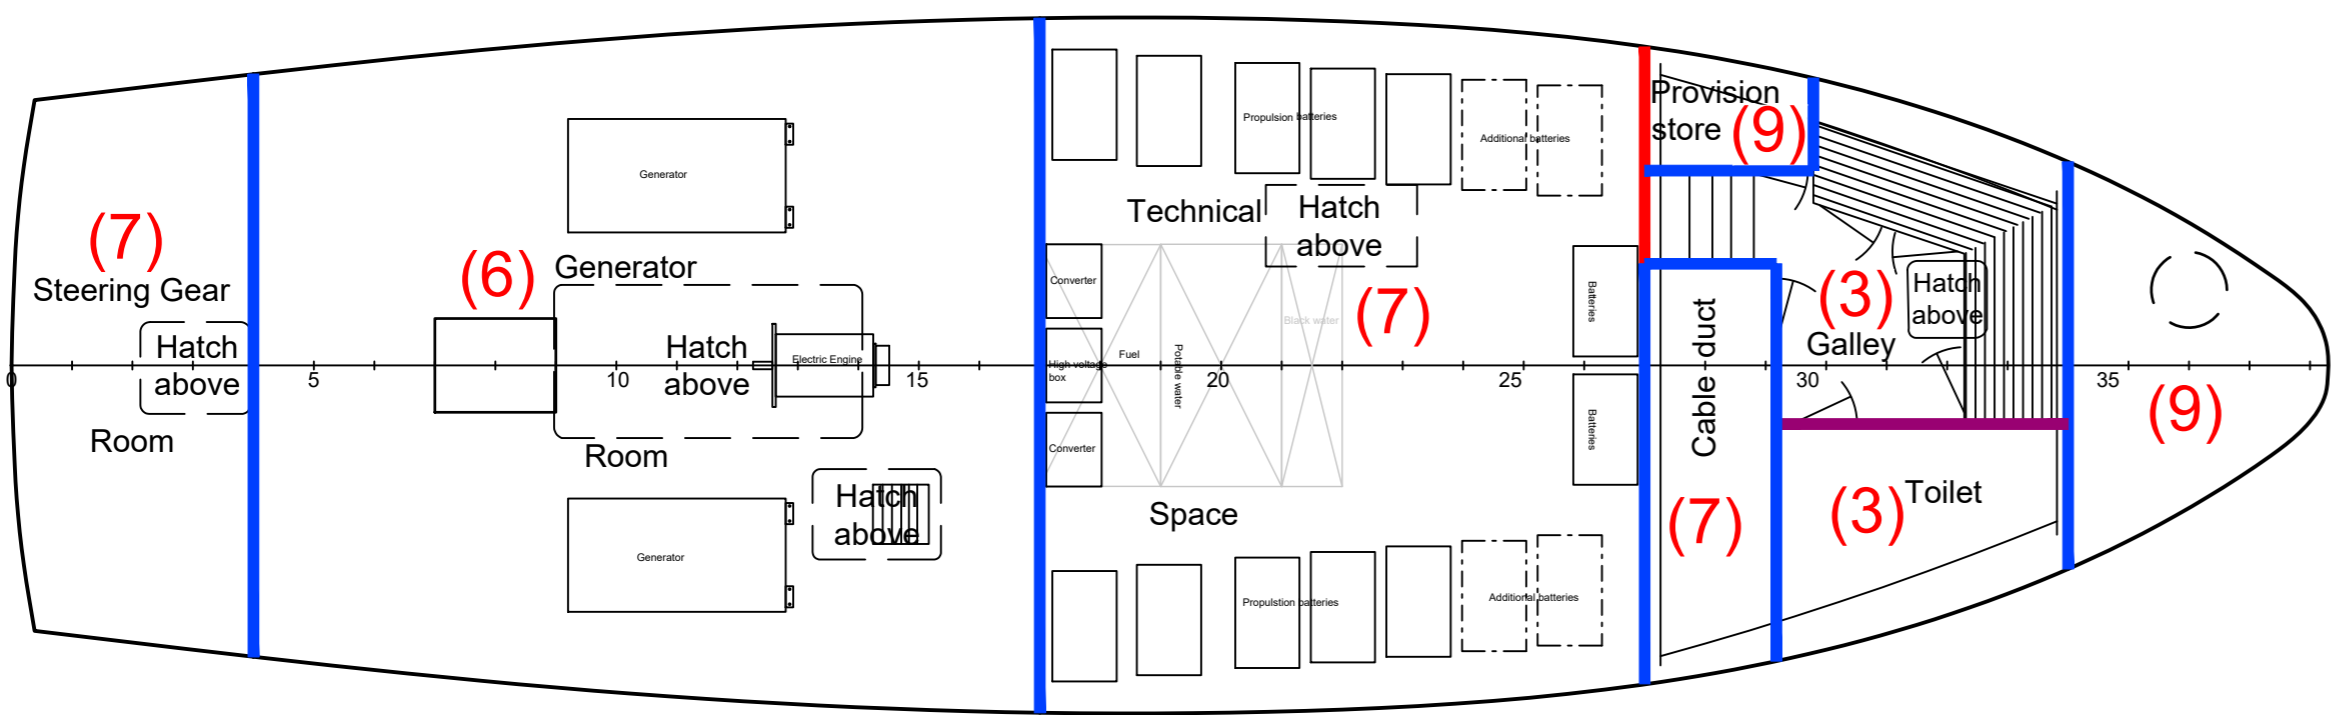 (7)
Steering Gear
Hatch
above
Room
(6)
Generator
Generator
Hatch
above
Electric Engine
Room
Hatch
above
Generator
Propulsion batteries
Additional batteries
Technical
Hatch
above
Converter
(7)
Black water
Batteries
High voltage
box
Fuel
Potable water
Converter
Batteries
Space
Propulstion batteries
Additional batteries
Provision
store (9)
Cable duct
(7)
(3)
Galley
Hatch
above
(3)
Toilet
(9)
0 5 10 15 20 25 30 35